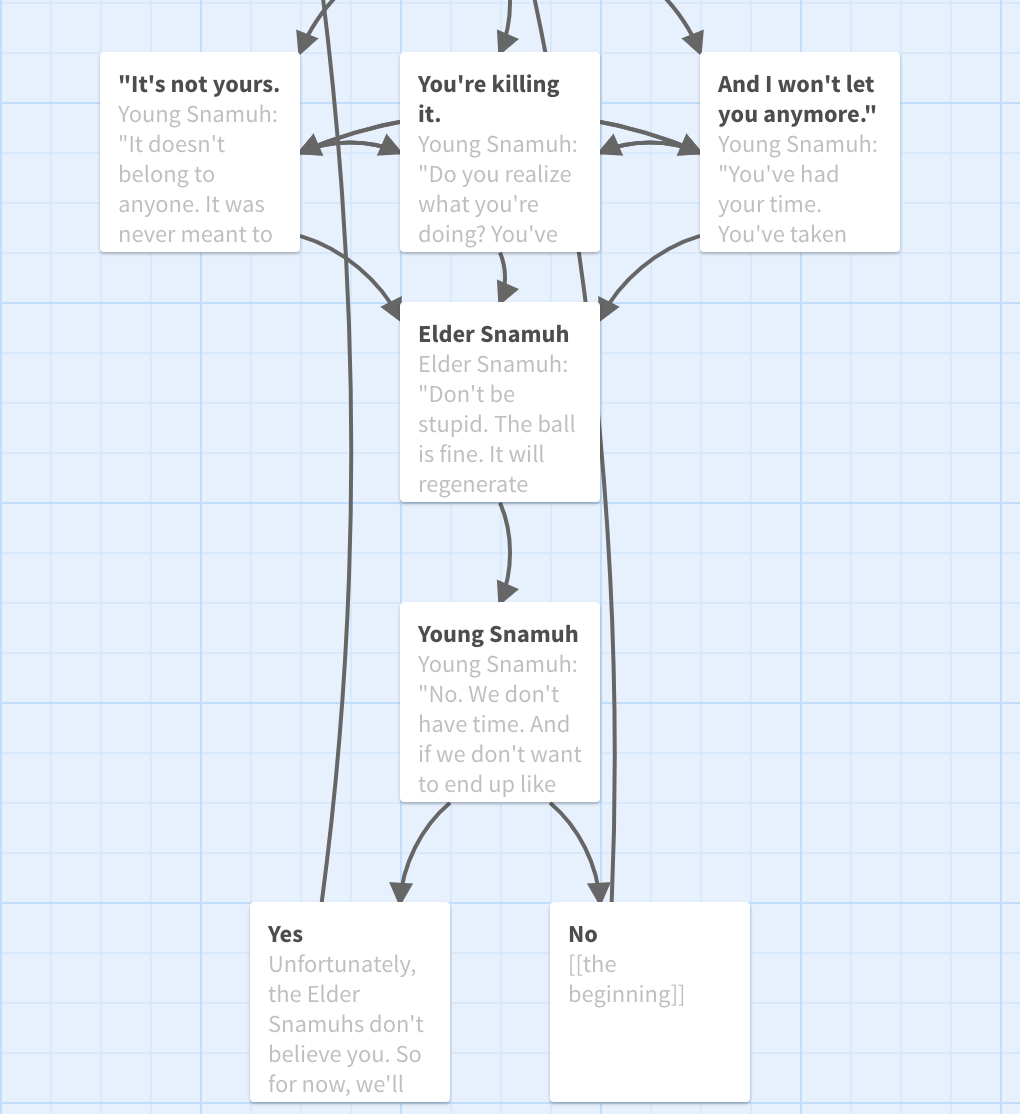 "It's not yours.
Young Snamuh:
"It doesn't
belong to
anyone. It was
never meant to
You're killing
it.
Young Snamuh:
"Do you realize
what you're
doing? You've
And I won't let
you anymore."
Young Snamuh:
"You've had
your time.
You've taken
Elder Snamuh
Elder Snamuh:
"Don't be
stupid. The ball
is fine. It will
regenerate
Young Snamuh
Young Snamuh:
"No. We don't
have time. And
if we don't want
to end up like
Yes
Unfortunately,
the Elder
Snamuhs don't
believe you. So
for now, we'll
No
[[the
beginning]]